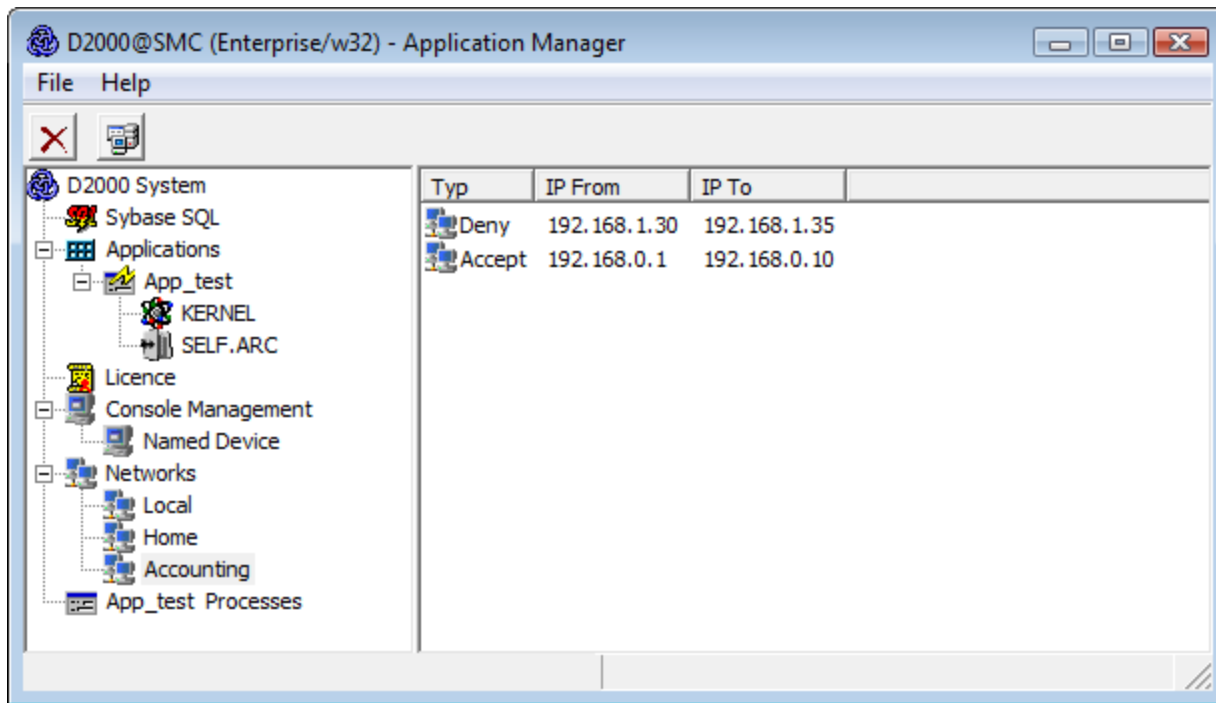 D2000@SMC (Enterprise/w32) - Application Manager
File Help
D2000 System
Sybase SQL
Applications
App_test
KERNEL
SELF.ARC
Licence
Console Management
Named Device
Networks
Local
Home
Accounting
App_test Processes
Typ IP From IP To
Deny 192.168.1.30 192.168.1.35
Accept 192.168.0.1 192.168.0.10